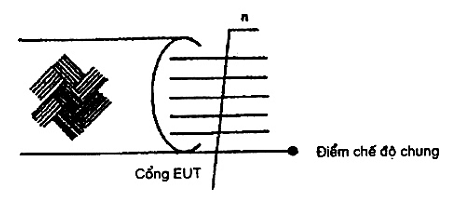 n
Điểm chế độ chung
Cổng EUT